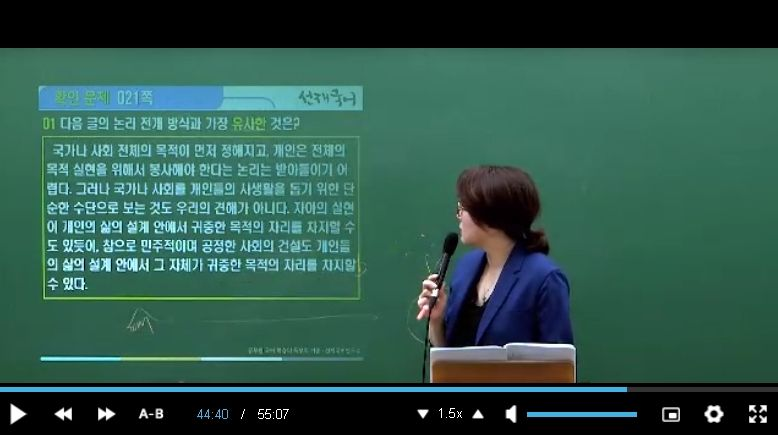 확인 문제 021쪽
선재국어
01 다음 글의 논리 전개 방식과 가장 유사한 것은?
국가나 사회 전체의 목적이 먼저 정해지고, 개인은 전체의
목적 실현을 위해서 봉사해야 한다는 논리는 받아들이기 어
렵다. 그러나 국가나 사회를 개인들의 사생활을 돕기 위한 단
순한 수단으로 보는 것도 우리의 견해가 아니다. 자아의 실현
이 개인의 삶의 설계 안에서 귀중한 목적의 자리를 차지할 수
도 있듯이, 참으로 민주적이며 공정한 사회의 건설도 개인들
의 삶의 설계 안에서 그 자체가 귀중한 목적의 자리를 차지할
수 있다.
A-B
44:40 / 55:07
1.5x